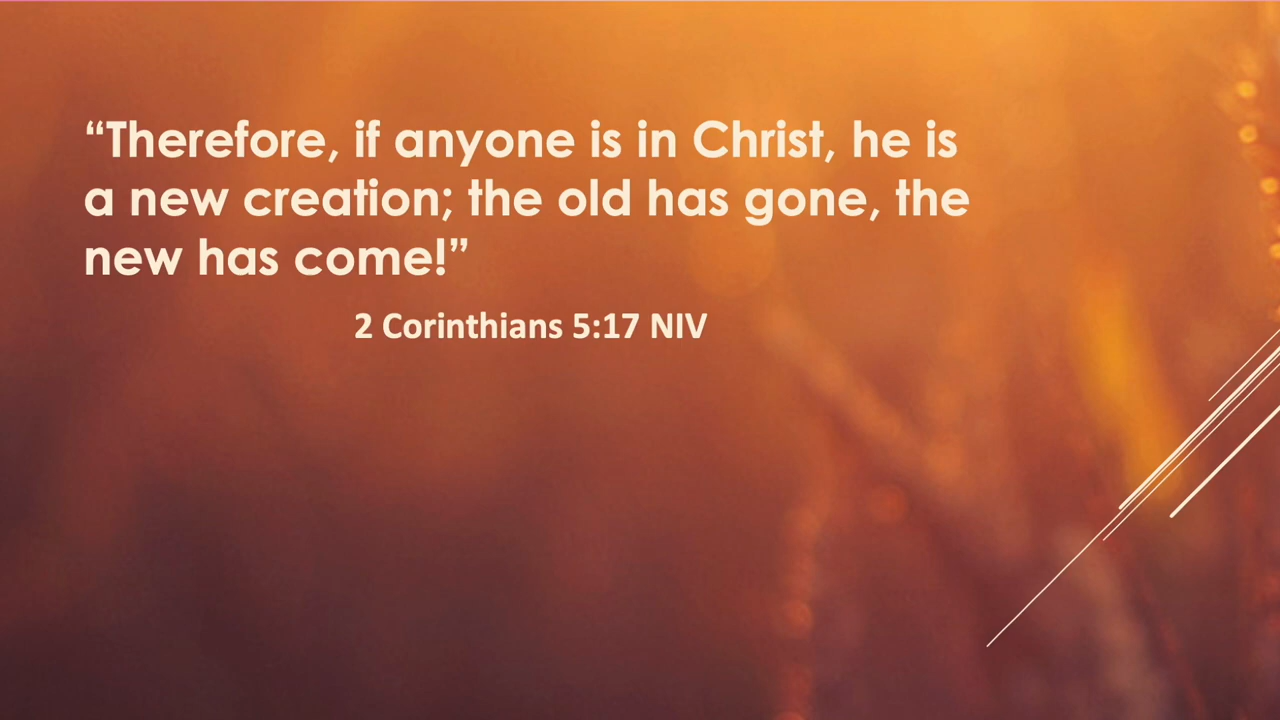 “Therefore, if anyone is in Christ, he is
a new creation; the old has gone, the
new has come!”
2 Corinthians 5:17 NIV